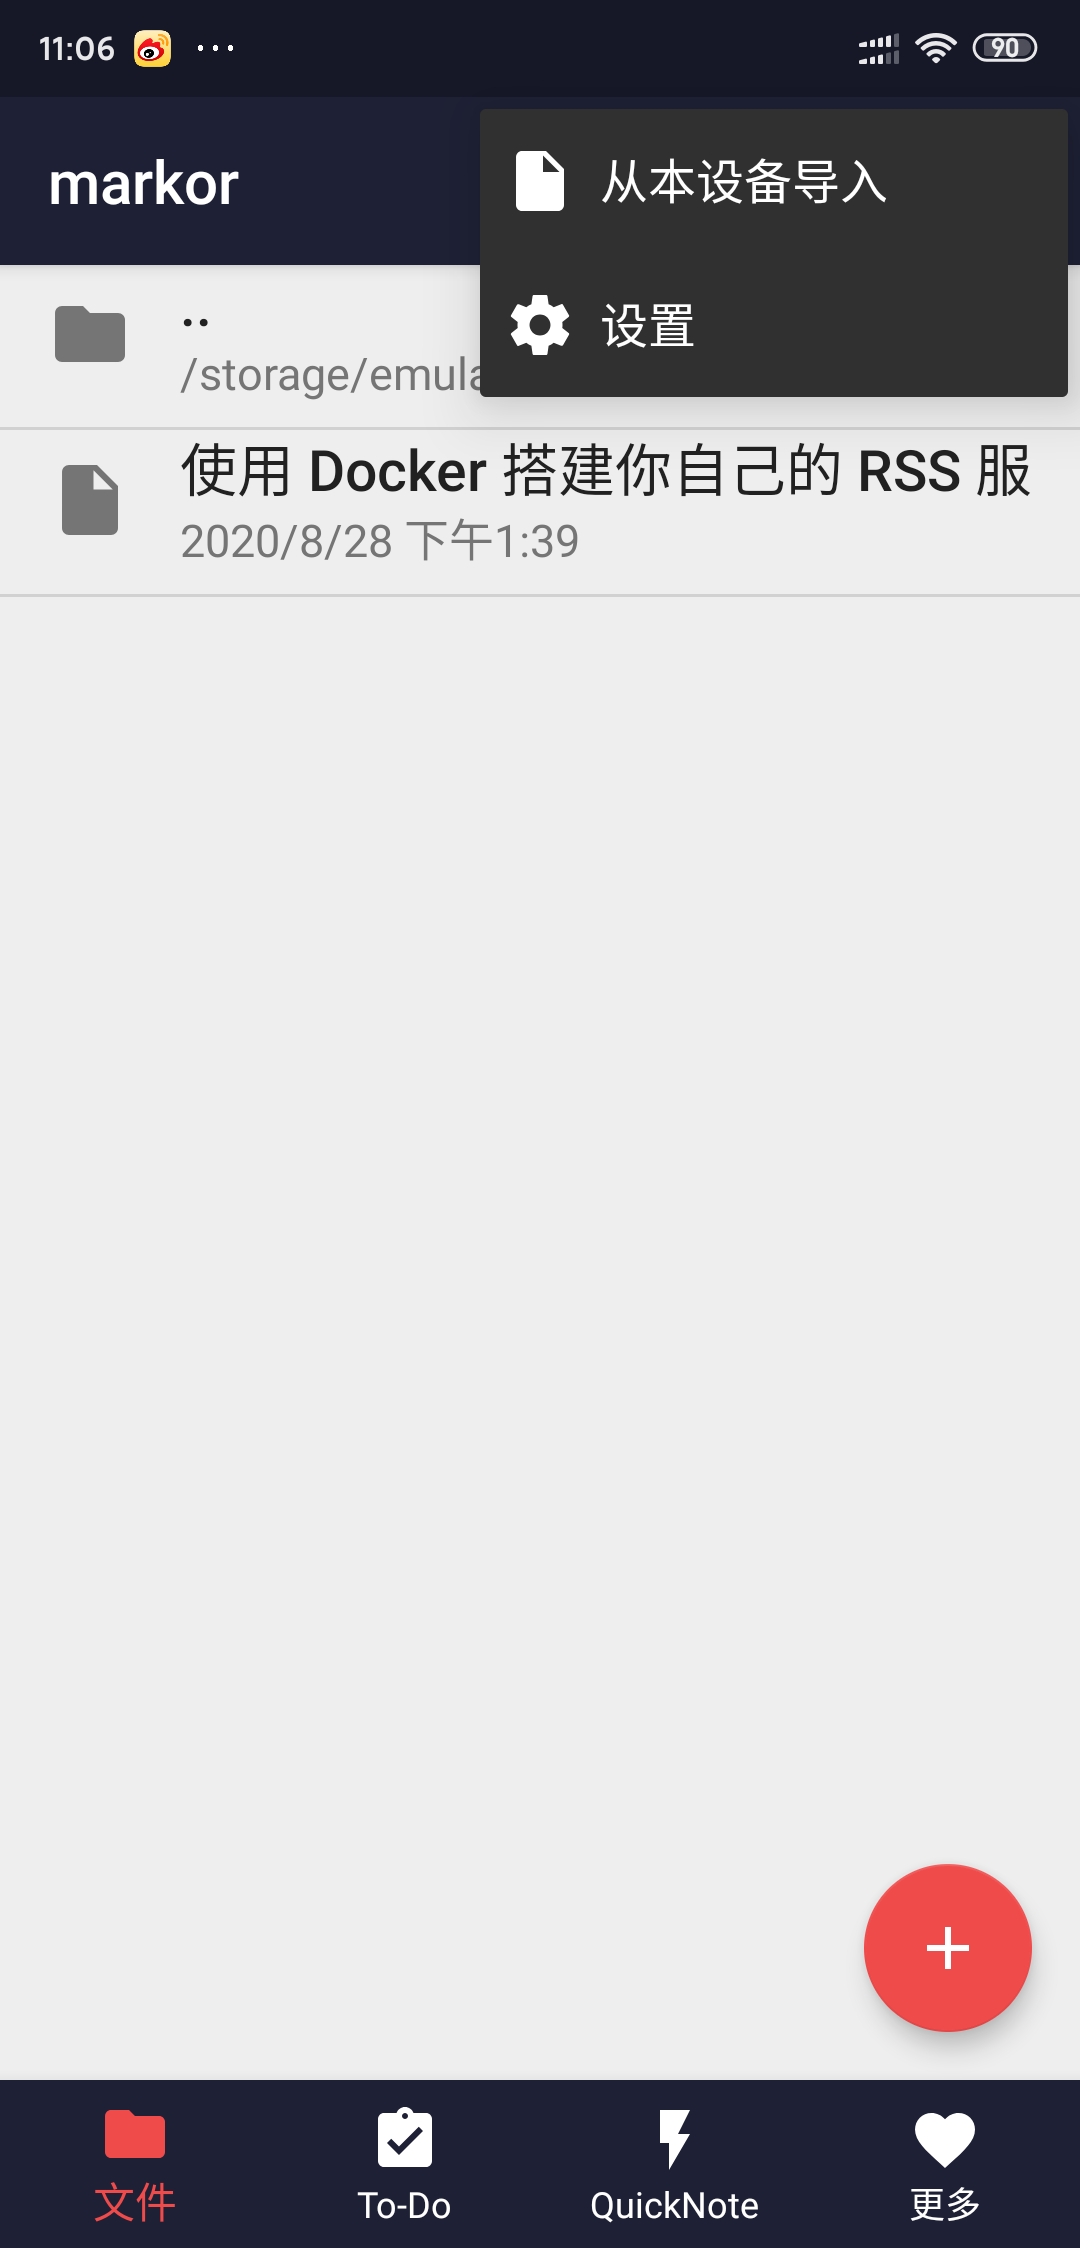 11:06
90
markor
从本设备导入
设置
..
/storage/emula
使用 Docker 搭建你自己的 RSS 服
2020/8/28 下午1:39
文件
To-Do
QuickNote
更多